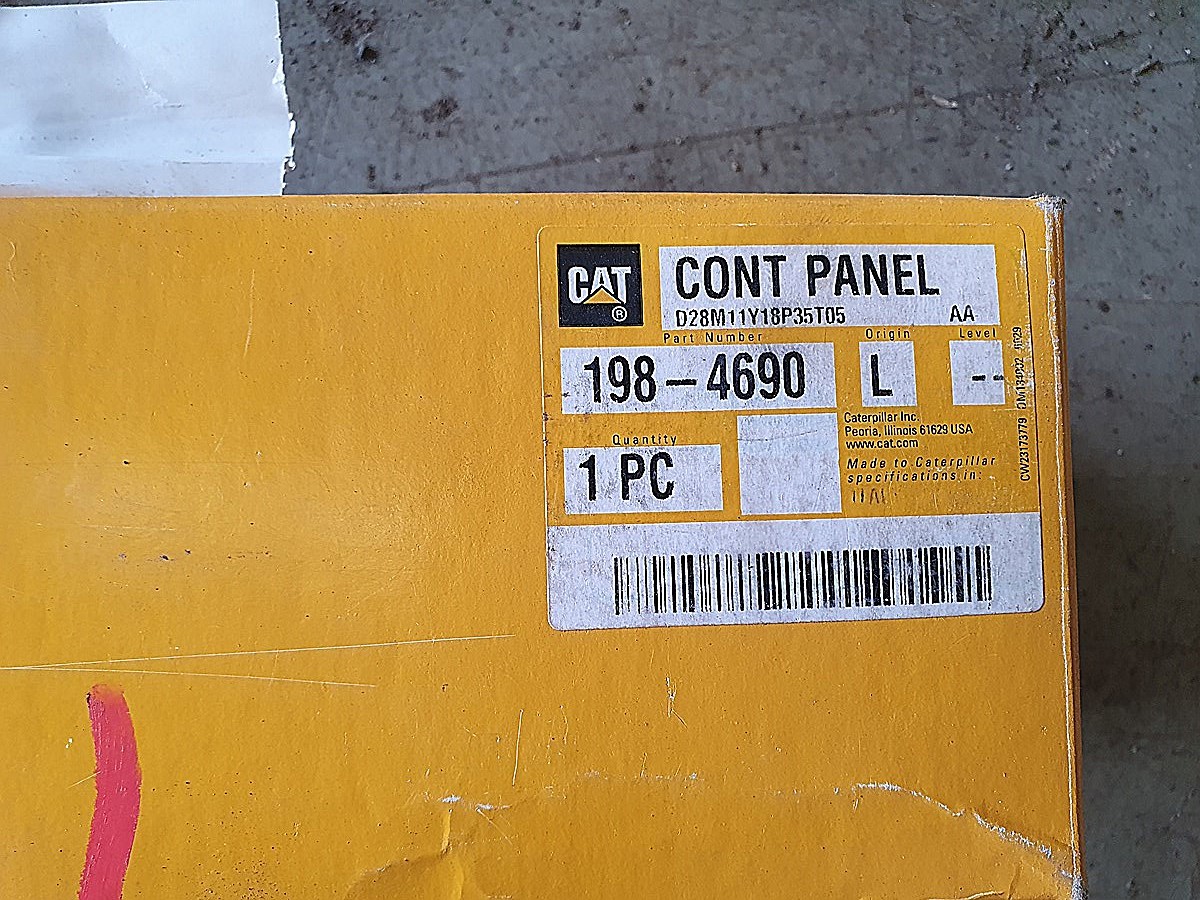 CAT®
CONT PANEL
D28M11Y18P35T05 AA
Part Number Origin Level
198-4690 L --
Quantity
1 PC
Caterpillar Inc.
Peoria, Illinois 61629 USA
www.cat.com
Made to Caterpillar
specifications in:
CW23173779